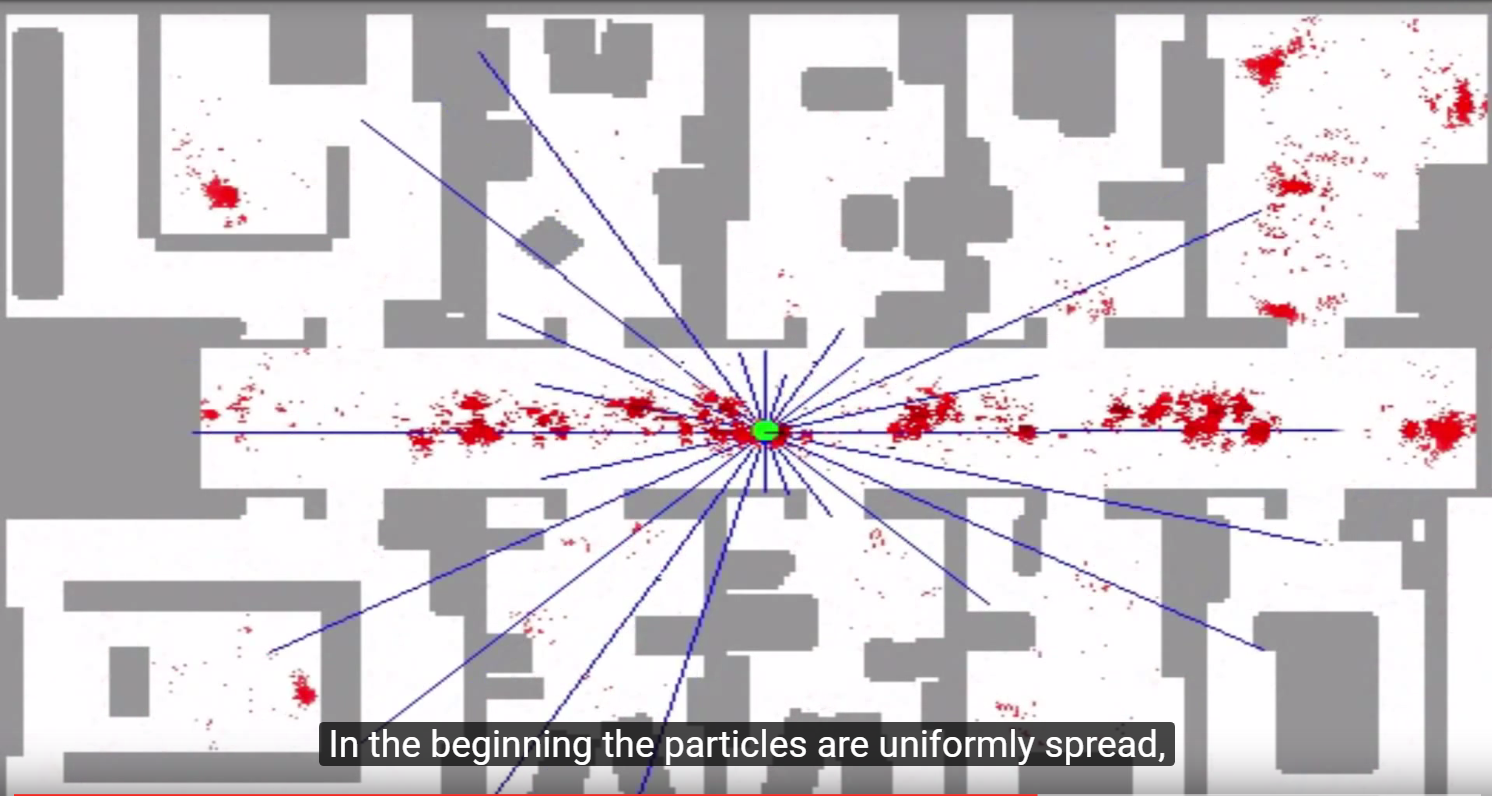 In the beginning the particles are uniformly spread,